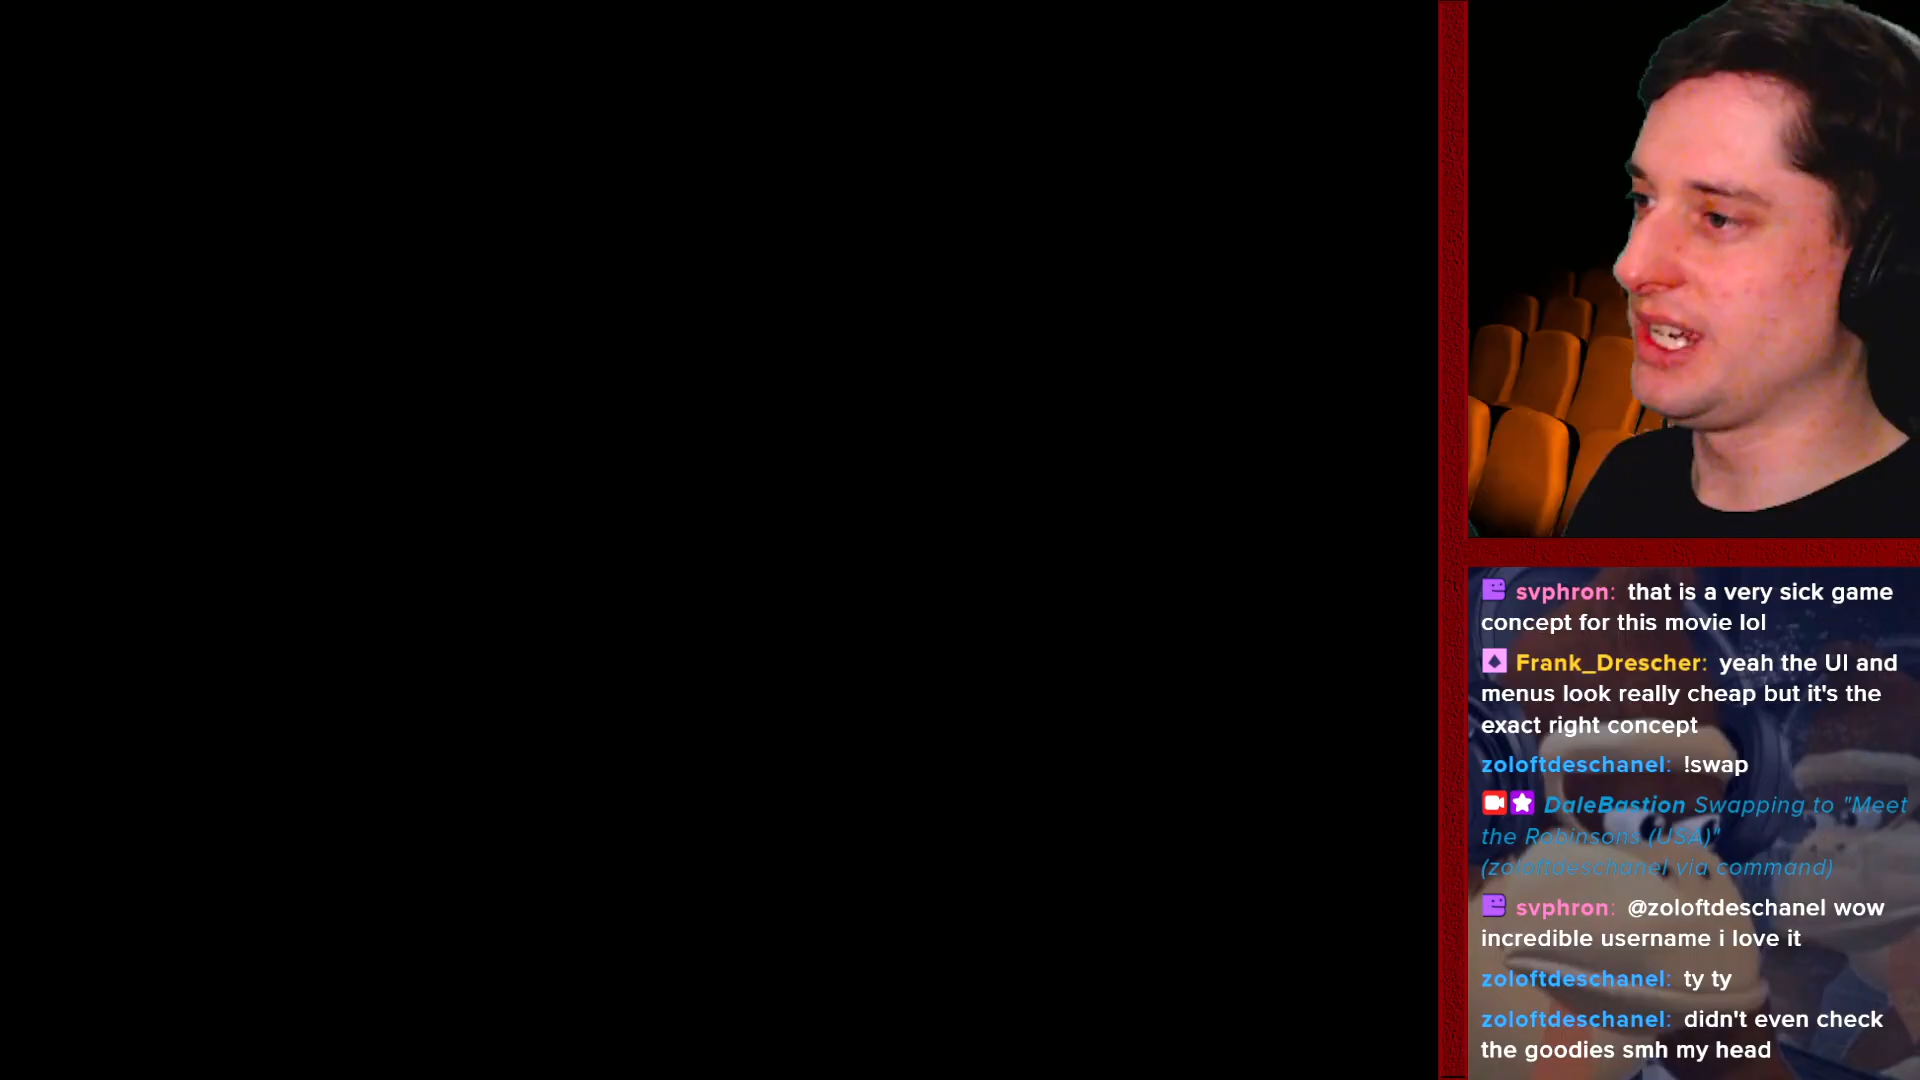 svphron: that is a very sick game
concept for this movie lol
Frank_Drescher: yeah the UI and
menus look really cheap but it's the
exact right concept
zoloftdeschanel: !swap
DaleBastion Swapping to "Meet
the Robinsons (USA)"
(zoloftdeschanel via command)
svphron: @zoloftdeschanel wow
incredible username i love it
zoloftdeschanel: ty ty
zoloftdeschanel: didn't even check
the goodies smh my head